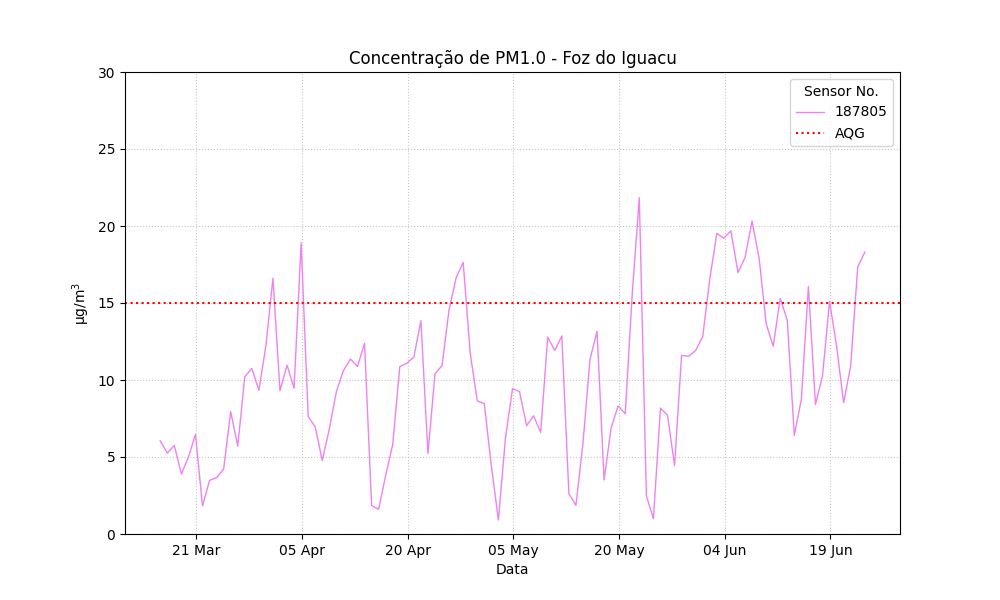 Concentração de PM1.0 - Foz do Iguacu
Sensor No.
187805
AQG
30
25
20
15
10
5
0
µg/m³
21 Mar
05 Apr
20 Apr
05 May
20 May
04 Jun
19 Jun
Data